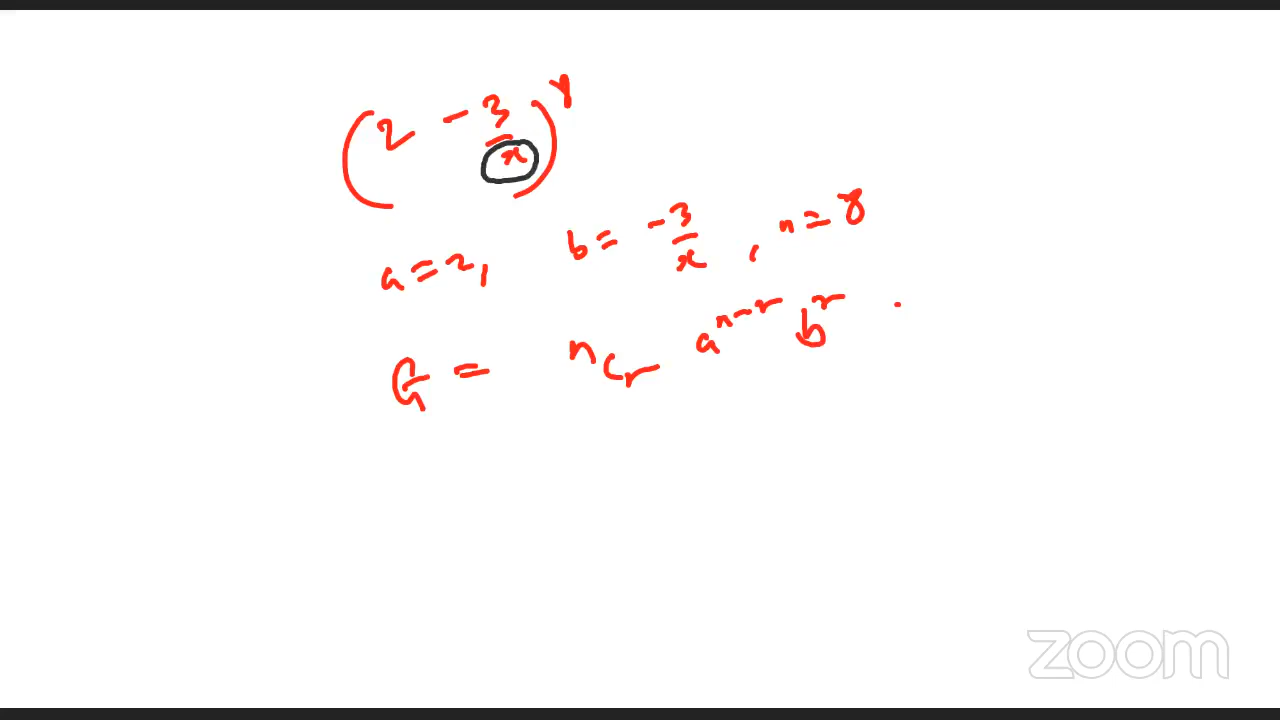 (2 - 3/x)^8
a = 2, b = -3/x, n = 8
G = nCr a^(n-r) b^r .
zoom